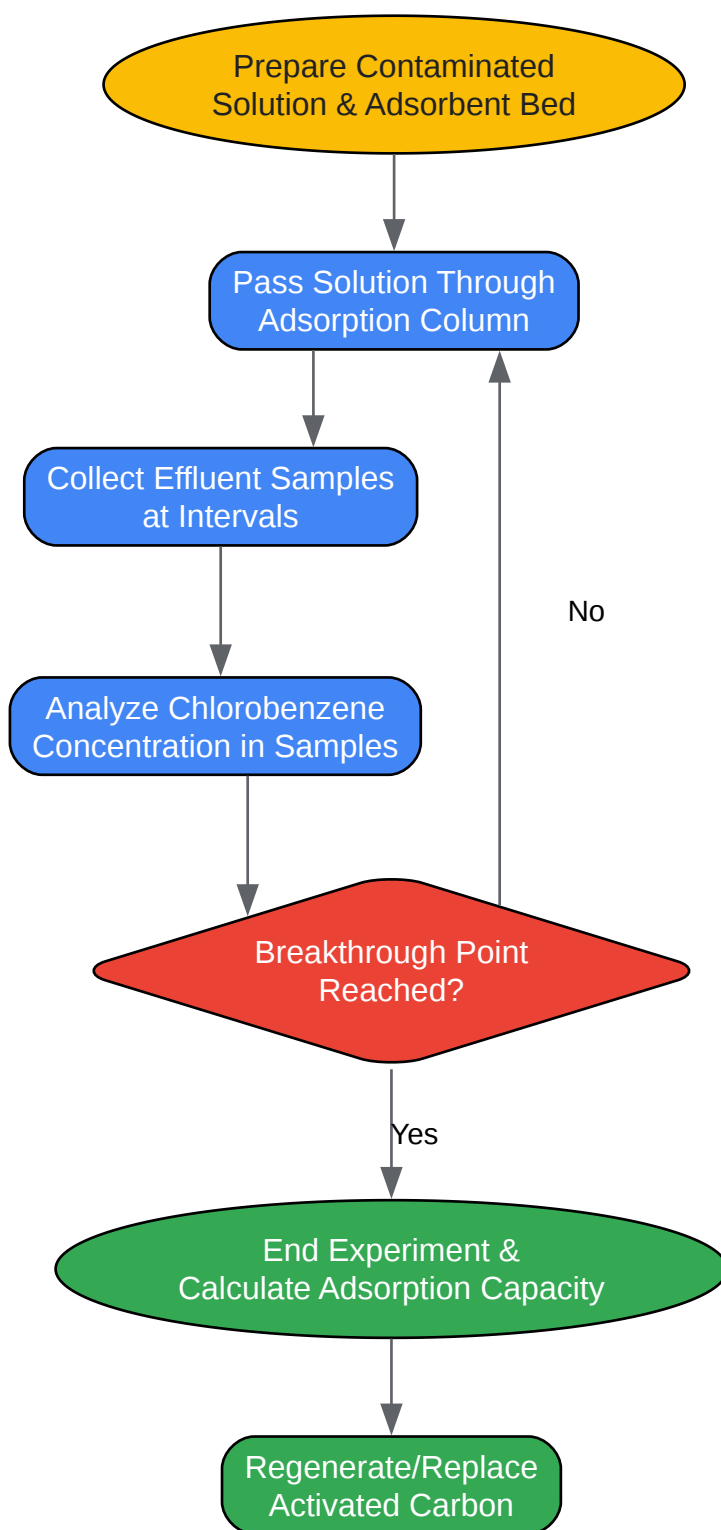 Prepare Contaminated
Solution & Adsorbent Bed
Pass Solution Through
Adsorption Column
Collect Effluent Samples
at Intervals
No
Analyze Chlorobenzene
Concentration in Samples
Breakthrough Point
Reached?
Yes
End Experiment &
Calculate Adsorption Capacity
Regenerate/Replace
Activated Carbon